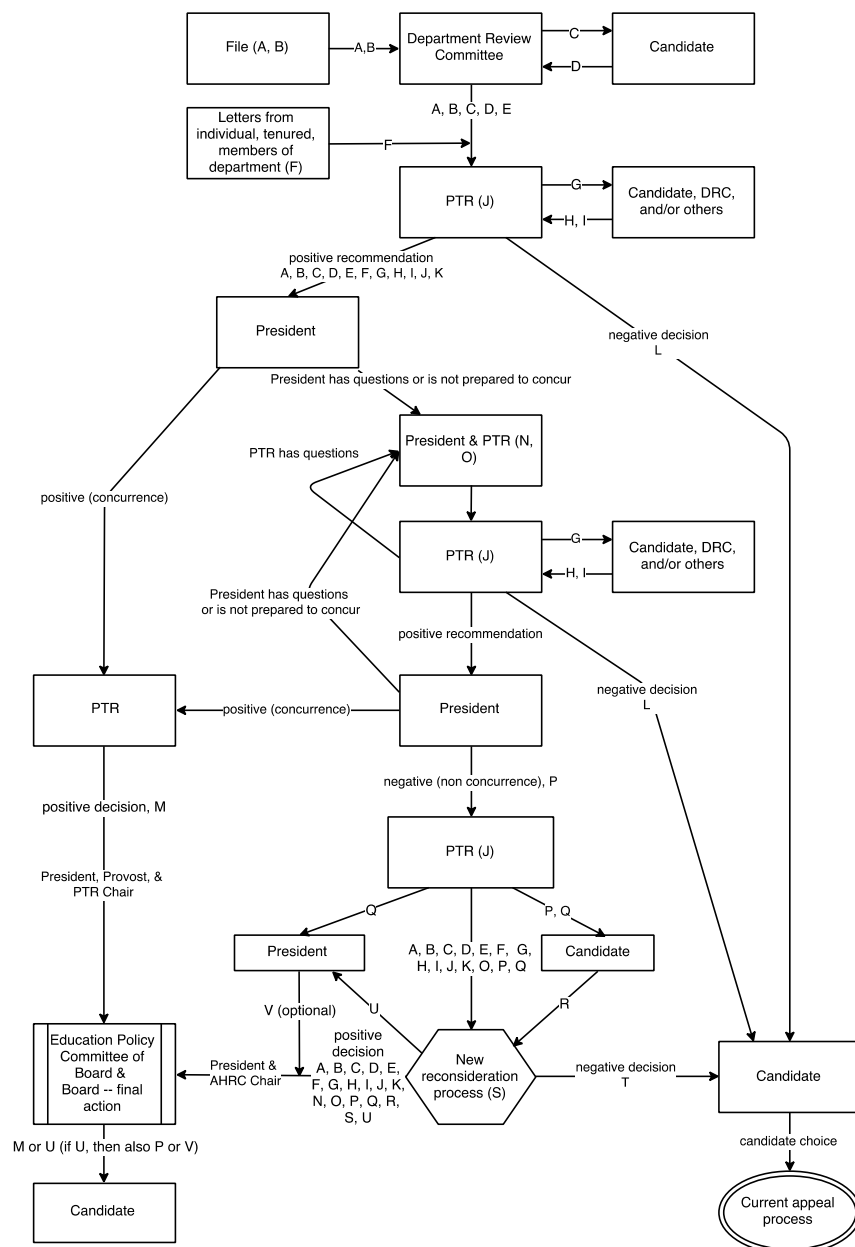 File (A, B)
A,B
Department Review
Committee
C
D
Candidate
A, B, C, D, E
Letters from
individual, tenured,
members of
department (F)
F
PTR (J)
G
H, I
Candidate, DRC,
and/or others
positive recommendation
A, B, C, D, E, F, G, H, I, J, K
negative decision
L
President
President has questions or is not prepared to concur
President & PTR (N,
O)
PTR has questions
positive (concurrence)
PTR (J)
G
H, I
Candidate, DRC,
and/or others
President has questions
or is not prepared to concur
positive recommendation
negative decision
L
PTR
positive (concurrence)
President
negative (non concurrence), P
positive decision, M
PTR (J)
President, Provost, &
PTR Chair
Q
P, Q
President
A, B, C, D, E, F, G,
H, I, J, K, O, P, Q
Candidate
V (optional)
U
R
Education Policy
Committee of
Board &
Board -- final
action
President &
AHRC Chair
positive
decision
A, B, C, D, E,
F, G, H, I, J, K,
N, O, P, Q, R,
S, U
New
reconsideration
process (S)
negative decision
T
Candidate
M or U (if U, then also P or V)
candidate choice
Candidate
Current appeal
process